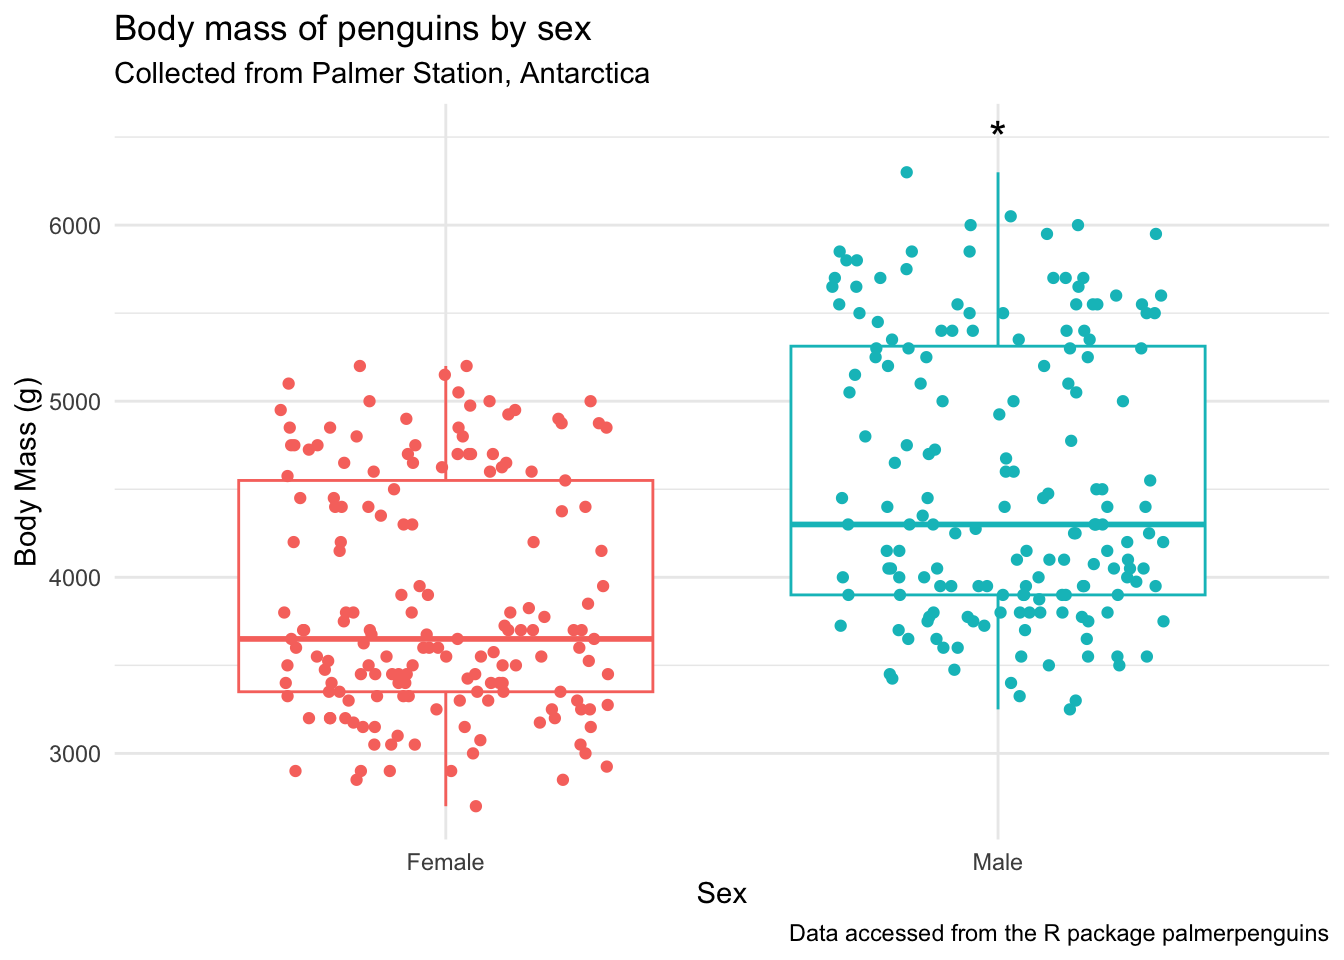 Body mass of penguins by sex
Collected from Palmer Station, Antarctica
*
6000
5000
4000
3000
Body Mass (g)
Female Male
Sex
Data accessed from the R package palmerpenguins